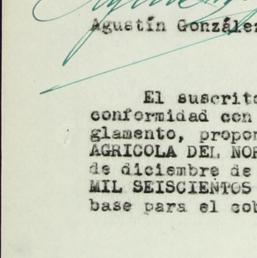 Agustín González
El suscrito
conformidad con
glamento, propon
AGRICOLA DEL NOR
de diciembre de
MIL SEISCIENTOS
base para el cob